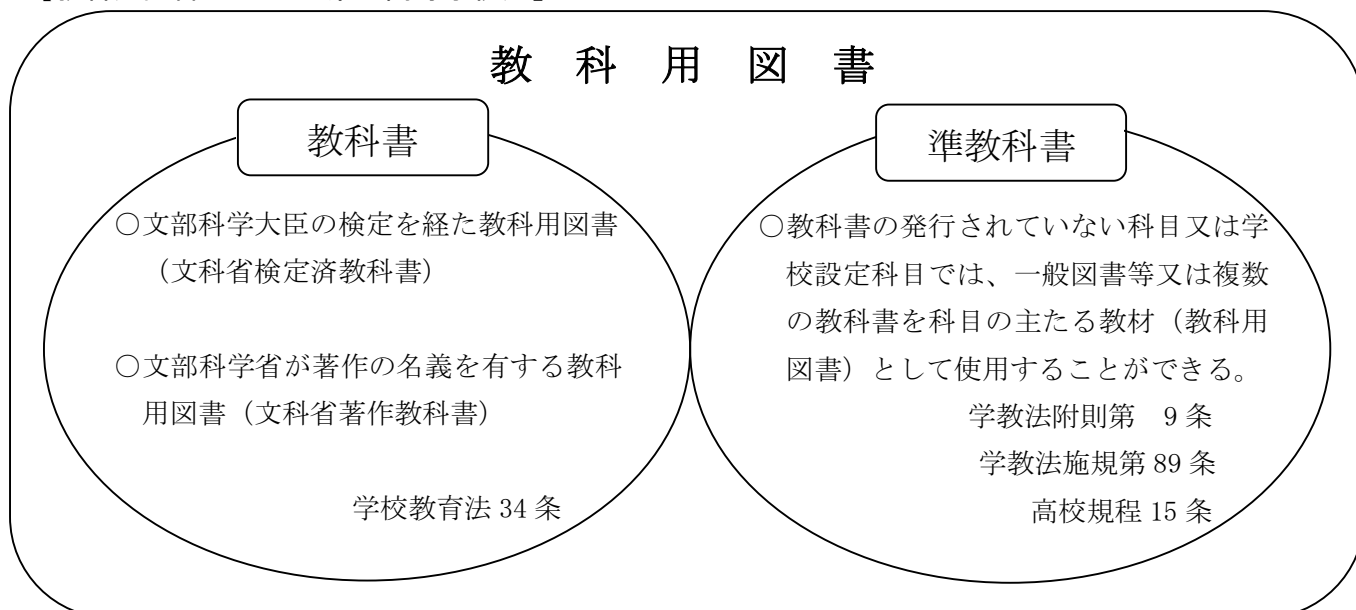 教科用図書
教科書
○文部科学大臣の検定を経た教科用図書
（文科省検定済教科書）
○文部科学省が著作の名義を有する教科
用図書（文科省著作教科書）
学校教育法 34 条
準教科書
○教科書の発行されていない科目又は学
校設定科目では、一般図書等又は複数
の教科書を科目の主たる教材（教科用
図書）として使用することができる。
学教法附則第　9 条
学教法施規第 89 条
高校規程 15 条